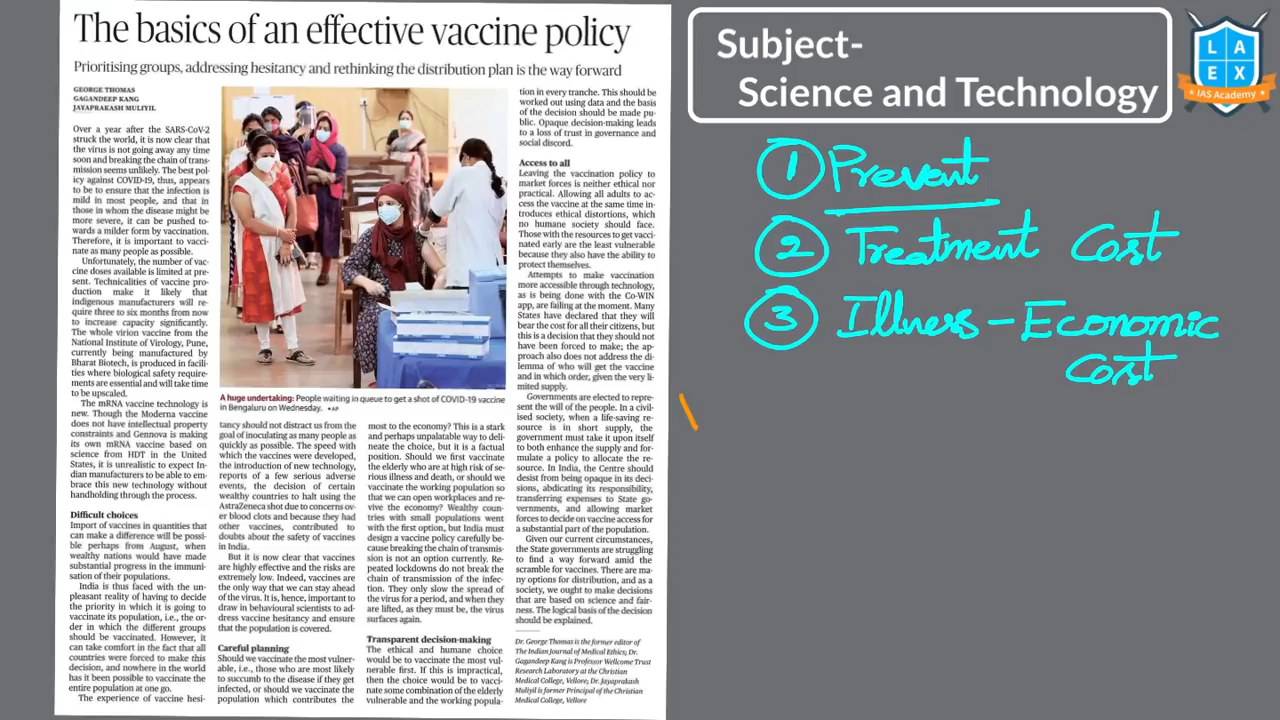 The basics of an effective vaccine policy
Prioritising groups, addressing hesitancy and rethinking the distribution plan is the way forward
GEORGE THOMAS
GAGANDEEP KANG
JAYAPRAKASH MULIYIL
Over a year after the SARS-CoV-2
struck the world, it is now clear that
the virus is not going away any time
soon and breaking the chain of trans-
mission seems unlikely. The best pol-
icy against COVID-19, thus, appears
to be to ensure that the infection is
mild in most people, and that in
those in whom the disease might be
more severe, it can be pushed to-
wards a milder form by vaccination.
Therefore, it is important to vacci-
nate as many people as possible.
Unfortunately, the number of vac-
cine doses available is limited at pre-
sent. Technicalities of vaccine pro-
duction make it likely that
indigenous manufacturers will re-
quire three to six months from now
to increase capacity significantly.
The whole virion vaccine from the
National Institute of Virology, Pune,
currently being manufactured by
Bharat Biotech, is produced in facili-
ties where biological safety require-
ments are essential and will take time
to be upscaled.
The mRNA vaccine technology is
new. Though the Moderna vaccine
does not have intellectual property
constraints and Gennova is making
its own mRNA vaccine based on
science from HDT in the United
States, it is unrealistic to expect In-
dian manufacturers to be able to em-
brace this new technology without
handholding through the process.
Difficult choices
Import of vaccines in quantities that
can make a difference will be possi-
ble perhaps from August, when
wealthy nations would have made
substantial progress in the immuni-
sation of their populations.
India is thus faced with the un-
pleasant reality of having to decide
the priority in which it is going to
vaccinate its population, i.e., the or-
der in which the different groups
should be vaccinated. However, it
can take comfort in the fact that all
countries were forced to make this
decision, and nowhere in the world
has it been possible to vaccinate the
entire population at one go.
The experience of vaccine hesi-
A huge undertaking: People waiting in queue to get a shot of COVID-19 vaccine
in Bengaluru on Wednesday. •AP
tancy should not distract us from the
goal of inoculating as many people as
quickly as possible. The speed with
which the vaccines were developed,
the introduction of new technology,
reports of a few serious adverse
events, the decision of certain
wealthy countries to halt using the
AstraZeneca shot due to concerns ov-
er blood clots and because they had
other vaccines, contributed to
doubts about the safety of vaccines
in India.
But it is now clear that vaccines
are highly effective and the risks are
extremely low. Indeed, vaccines are
the only way that we can stay ahead
of the virus. It is, hence, important to
draw in behavioural scientists to ad-
dress vaccine hesitancy and ensure
that the population is covered.
Careful planning
Should we vaccinate the most vulner-
able, i.e., those who are most likely
to succumb to the disease if they get
infected, or should we vaccinate the
population which contributes the
most to the economy? This is a stark
and perhaps unpalatable way to deli-
neate the choice, but it is a factual
position. Should we first vaccinate
the elderly who are at high risk of se-
rious illness and death, or should we
vaccinate the working population so
that we can open workplaces and re-
vive the economy? Wealthy coun-
tries with small populations went
with the first option, but India must
design a vaccine policy carefully be-
cause breaking the chain of transmis-
sion is not an option currently. Re-
peated lockdowns do not break the
chain of transmission of the infec-
tion. They only slow the spread of
the virus for a period, and when they
are lifted, as they must be, the virus
surfaces again.
Transparent decision-making
The ethical and humane choice
would be to vaccinate the most vul-
nerable first. If this is impractical,
then the choice would be to vacci-
nate some combination of the elderly
vulnerable and the working popula-
tion in every tranche. This should be
worked out using data and the basis
of the decision should be made pu-
blic. Opaque decision-making leads
to a loss of trust in governance and
social discord.
Access to all
Leaving the vaccination policy to
market forces is neither ethical nor
practical. Allowing all adults to ac-
cess the vaccine at the same time in-
troduces ethical distortions, which
no humane society should face.
Those with the resources to get vacci-
nated early are the least vulnerable
because they also have the ability to
protect themselves.
Attempts to make vaccination
more accessible through technology,
as is being done with the Co-WIN
app, are failing at the moment. Many
States have declared that they will
bear the cost for all their citizens, but
this is a decision that they should not
have been forced to make; the ap-
proach also does not address the di-
lemma of who will get the vaccine
and in which order, given the very li-
mited supply.
Governments are elected to repre-
sent the will of the people. In a civil-
ised society, when a life-saving re-
source is in short supply, the
government must take it upon itself
to both enhance the supply and for-
mulate a policy to allocate the re-
source. In India, the Centre should
desist from being opaque in its deci-
sions, abdicating its responsibility,
transferring expenses to State go-
vernments, and allowing market
forces to decide on vaccine access for
a substantial part of the population.
Given our current circumstances,
the State governments are struggling
to find a way forward amid the
scramble for vaccines. There are ma-
ny options for distribution, and as a
society, we ought to make decisions
that are based on science and fair-
ness. The logical basis of the decision
should be explained.
Dr. George Thomas is the former editor of
The Indian Journal of Medical Ethics; Dr.
Gagandeep Kang is Professor Wellcome Trust
Research Laboratory at the Christian
Medical College, Vellore; Dr. Jayaprakash
Muliyil is former Principal of the Christian
Medical College, Vellore
Subject-
Science and Technology
LA
EX
IAS Academy
1 Prevent
2 Treatment Cost
3 Illness - Economic
Cost